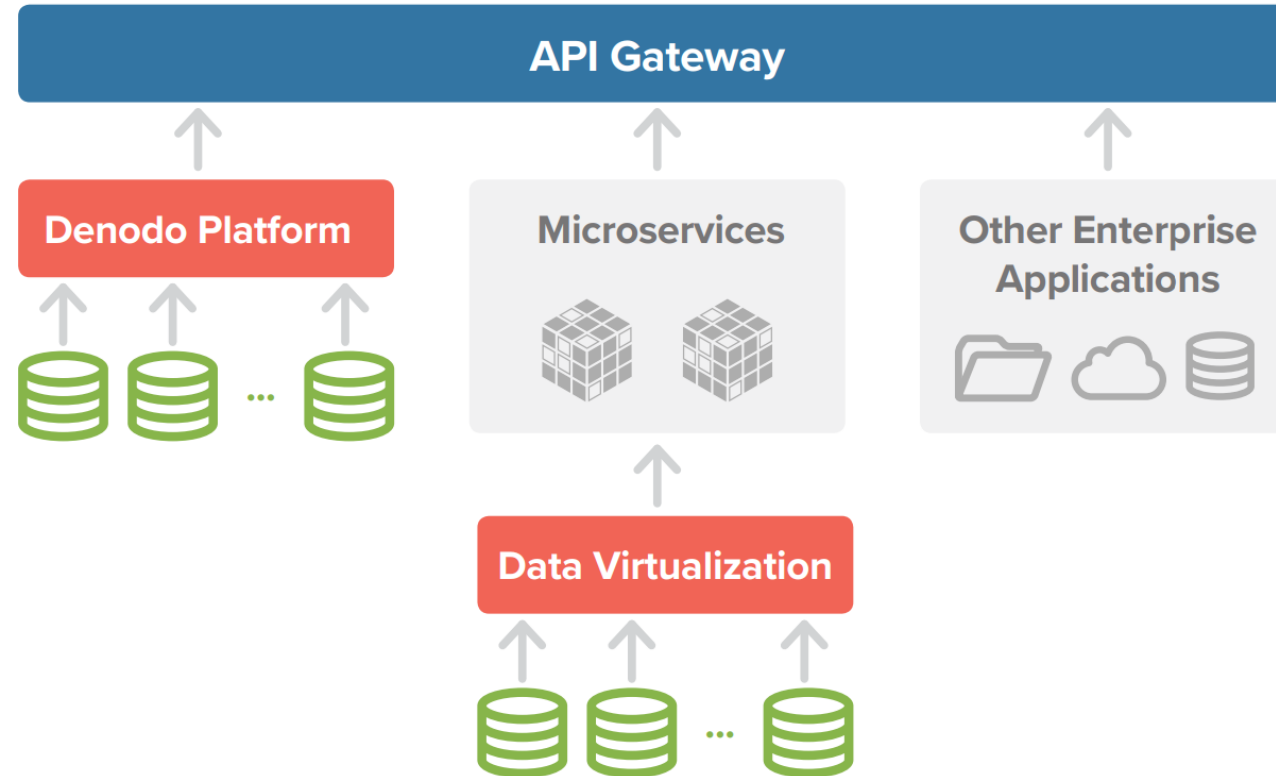 API Gateway
Denodo Platform
Microservices
Other Enterprise
Applications
...
Data Virtualization
...